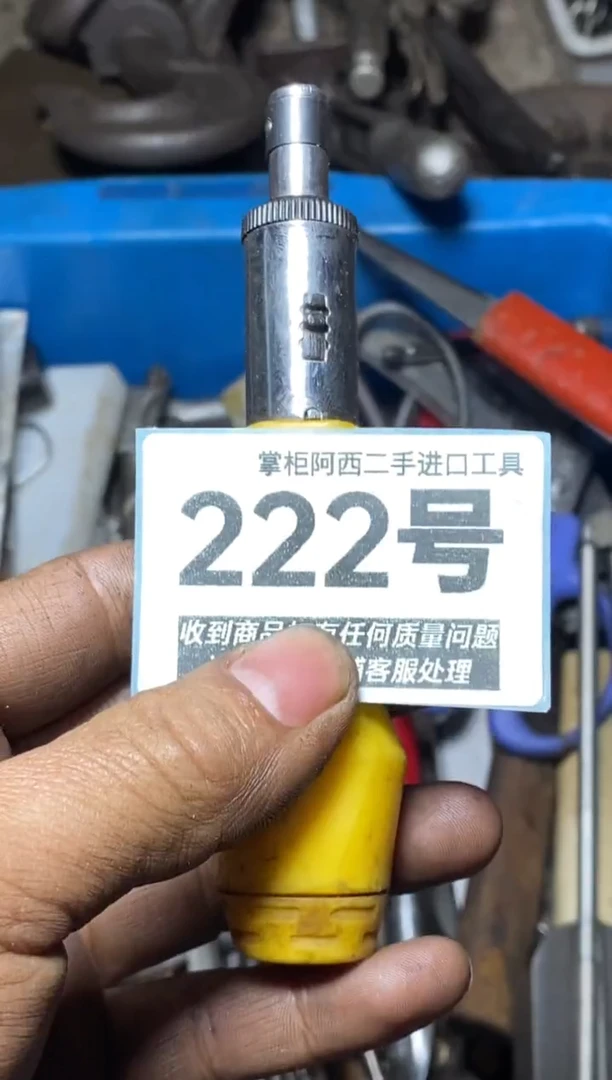 掌柜阿西二手进口工具
222号
收到商品 有任何质量问题
客服处理